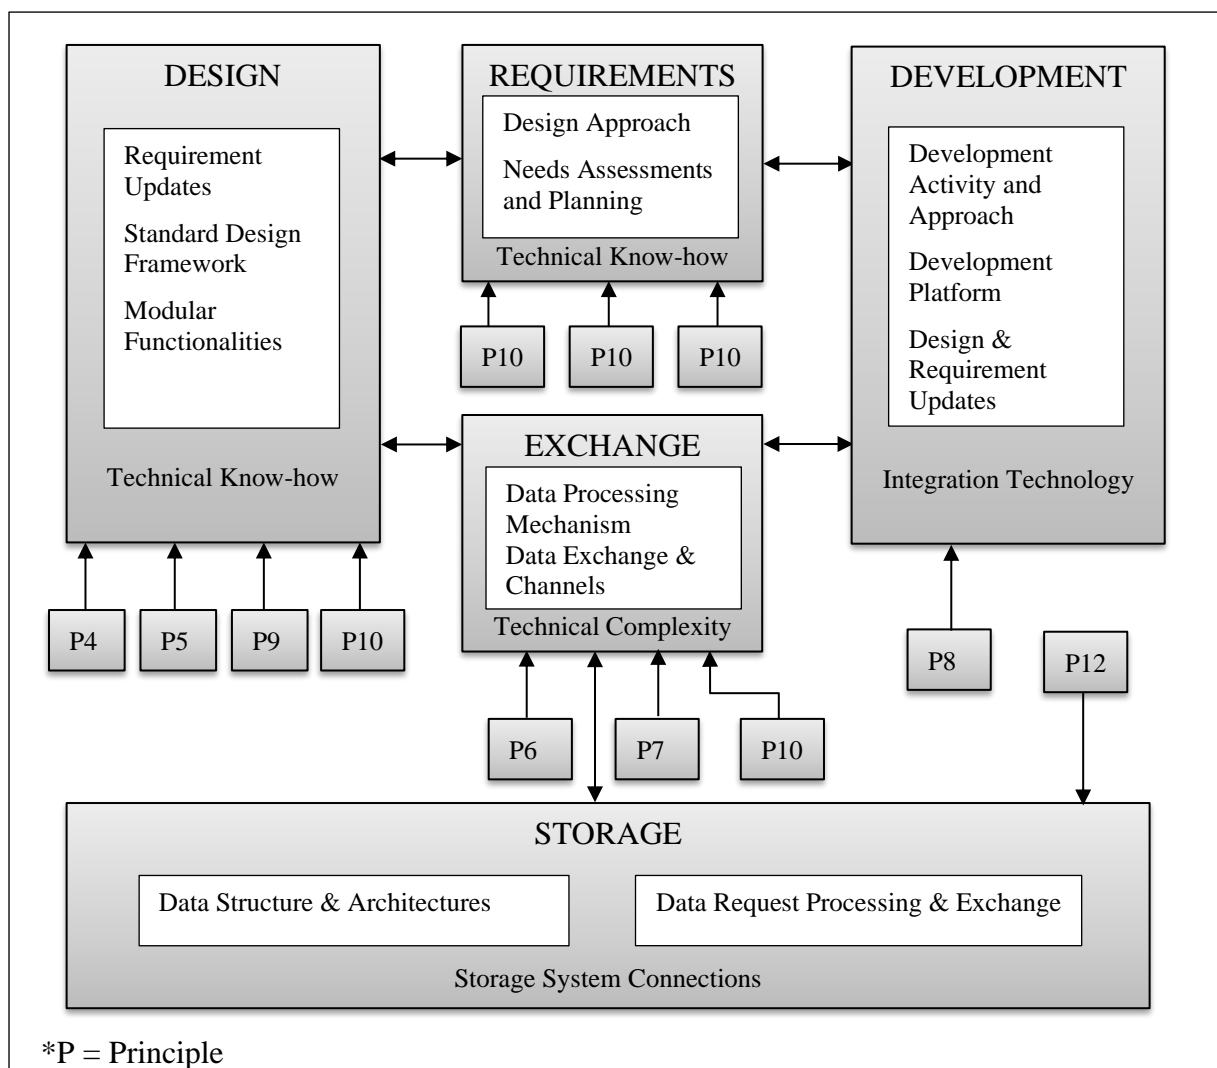 DESIGN
Requirement
Updates
Standard Design
Framework
Modular
Functionalities
Technical Know-how
REQUIREMENTS
Design Approach
Needs Assessments
and Planning
Technical Know-how
DEVELOPMENT
Development
Activity and
Approach
Development
Platform
Design &
Requirement
Updates
Integration Technology
P10
P10
P10
EXCHANGE
Data Processing
Mechanism
Data Exchange &
Channels
Technical Complexity
P4
P5
P9
P10
P8
P12
P6
P7
P10
STORAGE
Data Structure & Architectures
Data Request Processing & Exchange
Storage System Connections
*P = Principle